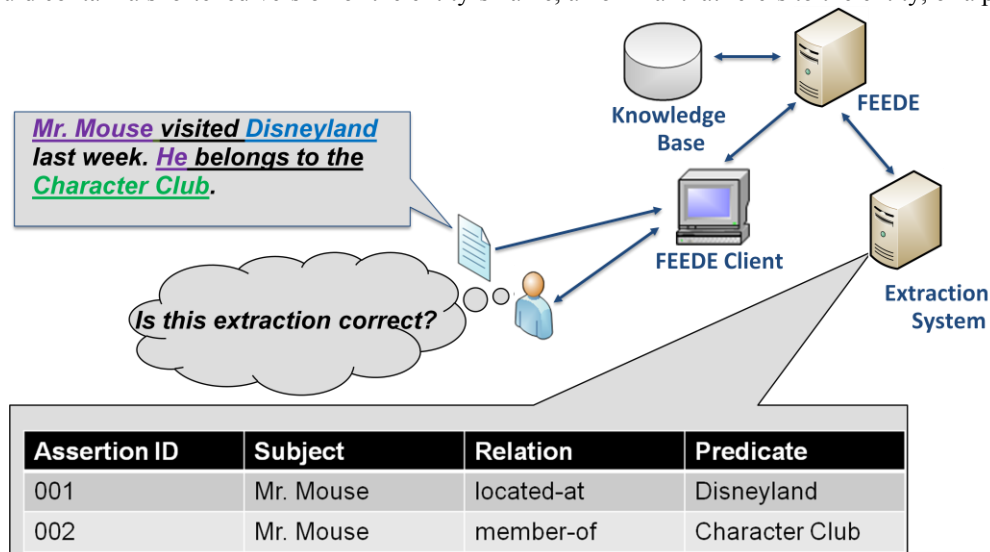 Knowledge
Base
FEEDE
Mr. Mouse visited Disneyland
last week. He belongs to the
Character Club.
FEEDE Client
Extraction
System
Is this extraction correct?
Assertion ID Subject Relation Predicate
001 Mr. Mouse located-at Disneyland
002 Mr. Mouse member-of Character Club